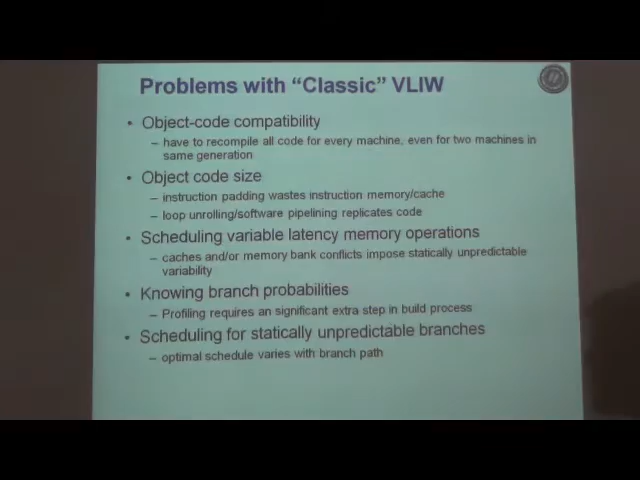 Problems with "Classic" VLIW
• Object-code compatibility
– have to recompile all code for every machine, even for two machines in
same generation
• Object code size
– instruction padding wastes instruction memory/cache
– loop unrolling/software pipelining replicates code
• Scheduling variable latency memory operations
– caches and/or memory bank conflicts impose statically unpredictable
variability
• Knowing branch probabilities
– Profiling requires an significant extra step in build process
• Scheduling for statically unpredictable branches
– optimal schedule varies with branch path